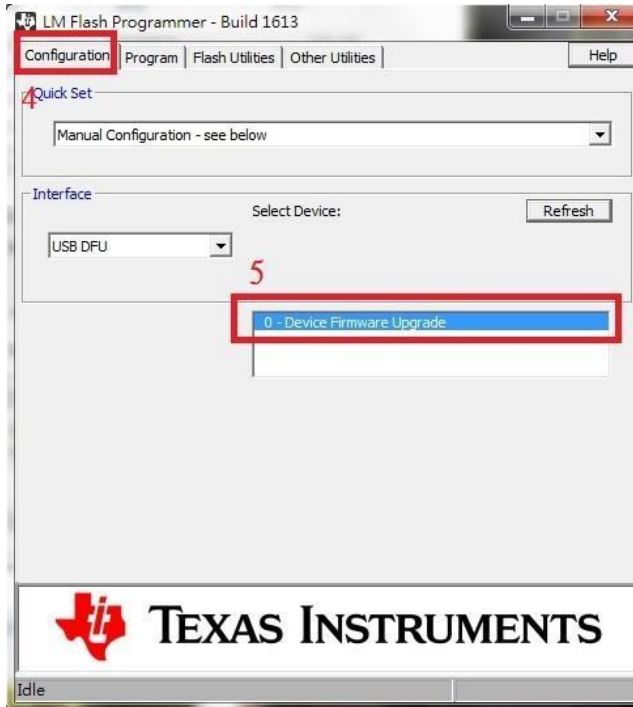 LM Flash Programmer - Build 1613
Configuration Program Flash Utilities Other Utilities Help
4
Quick Set
Manual Configuration - see below
Interface
Select Device: Refresh
USB DFU
5
0 - Device Firmware Upgrade
TEXAS INSTRUMENTS
Idle